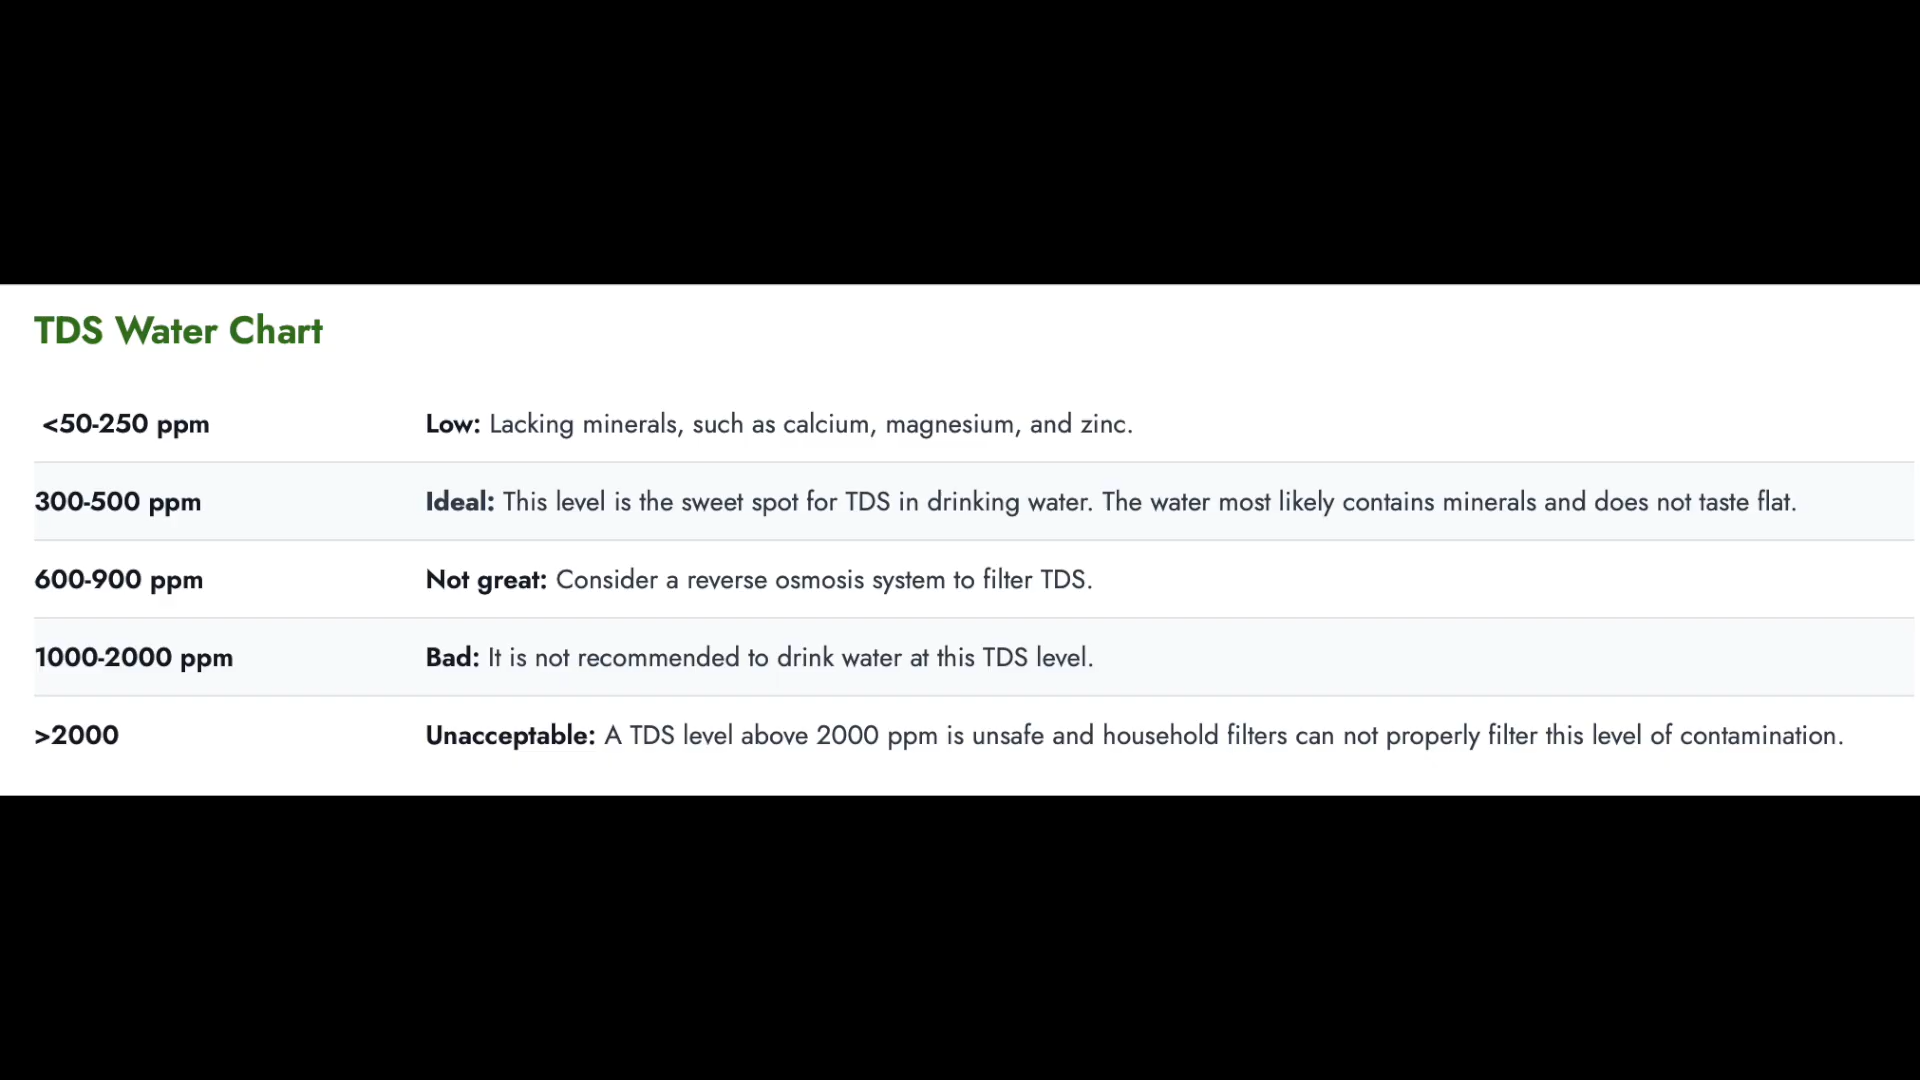 TDS Water Chart
<50-250 ppm Low: Lacking minerals, such as calcium, magnesium, and zinc.
300-500 ppm Ideal: This level is the sweet spot for TDS in drinking water. The water most likely contains minerals and does not taste flat.
600-900 ppm Not great: Consider a reverse osmosis system to filter TDS.
1000-2000 ppm Bad: It is not recommended to drink water at this TDS level.
>2000 Unacceptable: A TDS level above 2000 ppm is unsafe and household filters can not properly filter this level of contamination.